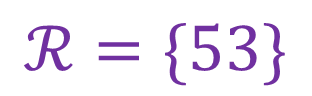 ℛ = {53}